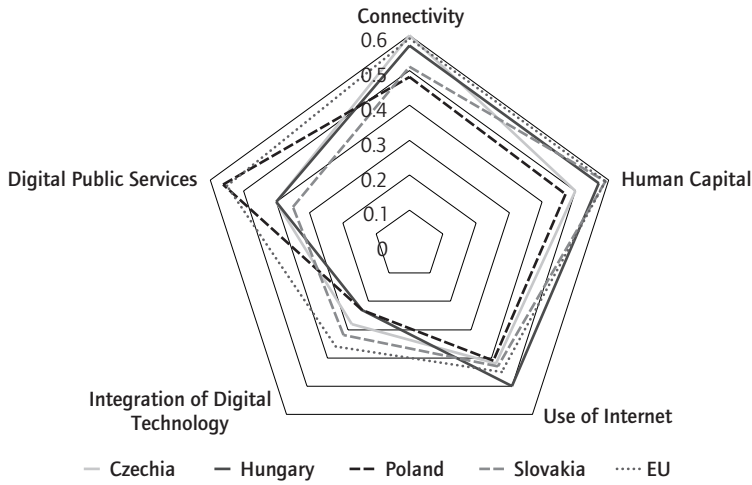 Connectivity
0.6
0.5
0.4
0.3
0.2
0.1
0
Digital Public Services
Human Capital
Integration of Digital
Technology
Use of Internet
Czechia Hungary Poland Slovakia EU